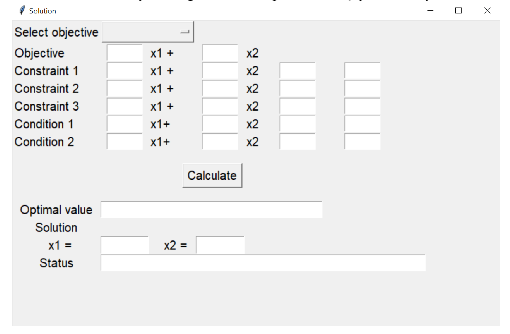 Solution
Select objective
Objective x1 + x2
Constraint 1 x1 + x2
Constraint 2 x1 + x2
Constraint 3 x1 + x2
Condition 1 x1+ x2
Condition 2 x1+ x2
Calculate
Optimal value
Solution
x1 = x2 =
Status